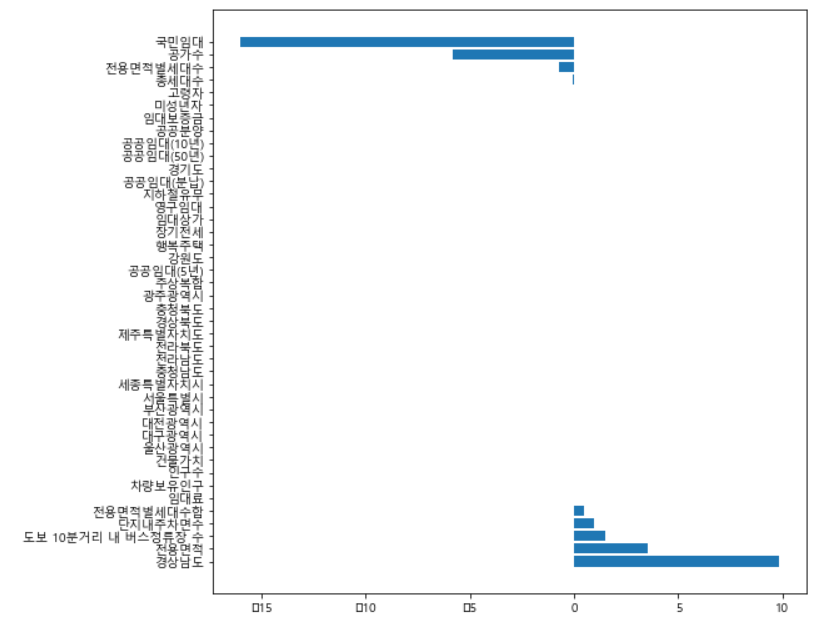 국민임대
공가수
전용면적별세대수
총세대수
고령자
미성년자
임대보증금
공공분양
공공임대(10년)
공공임대(50년)
경기도
공공임대(분납)
지하철유무
영구임대
임대상가
장기전세
행복주택
강원도
공공임대(5년)
주상복합
광주광역시
충청북도
경상북도
제주특별자치도
전라북도
전라남도
충청남도
세종특별자치시
서울특별시
부산광역시
대전광역시
대구광역시
울산광역시
건물가치
인구수
차량보유인구
임대료
전용면적별세대수합
단지내주차면수
도보 10분거리 내 버스정류장 수
전용면적
경상남도
□15 □10 □5 0 5 10